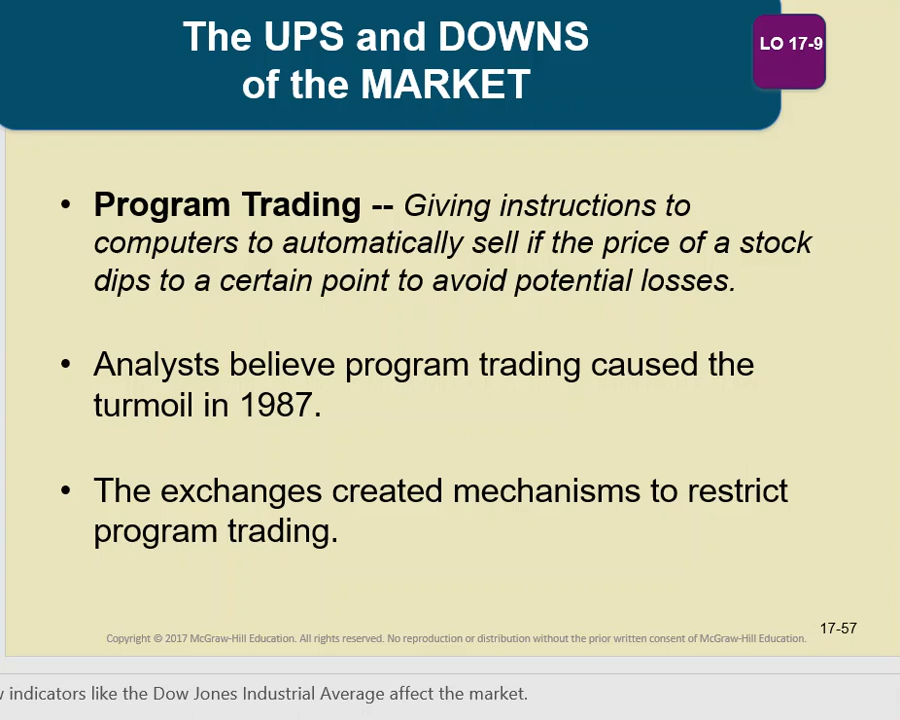 The UPS and DOWNS
of the MARKET
LO 17-9
• Program Trading -- Giving instructions to
computers to automatically sell if the price of a stock
dips to a certain point to avoid potential losses.
• Analysts believe program trading caused the
turmoil in 1987.
• The exchanges created mechanisms to restrict
program trading.
17-57
Copyright © 2017 McGraw-Hill Education. All rights reserved. No reproduction or distribution without the prior written consent of McGraw-Hill Education.
indicators like the Dow Jones Industrial Average affect the market.